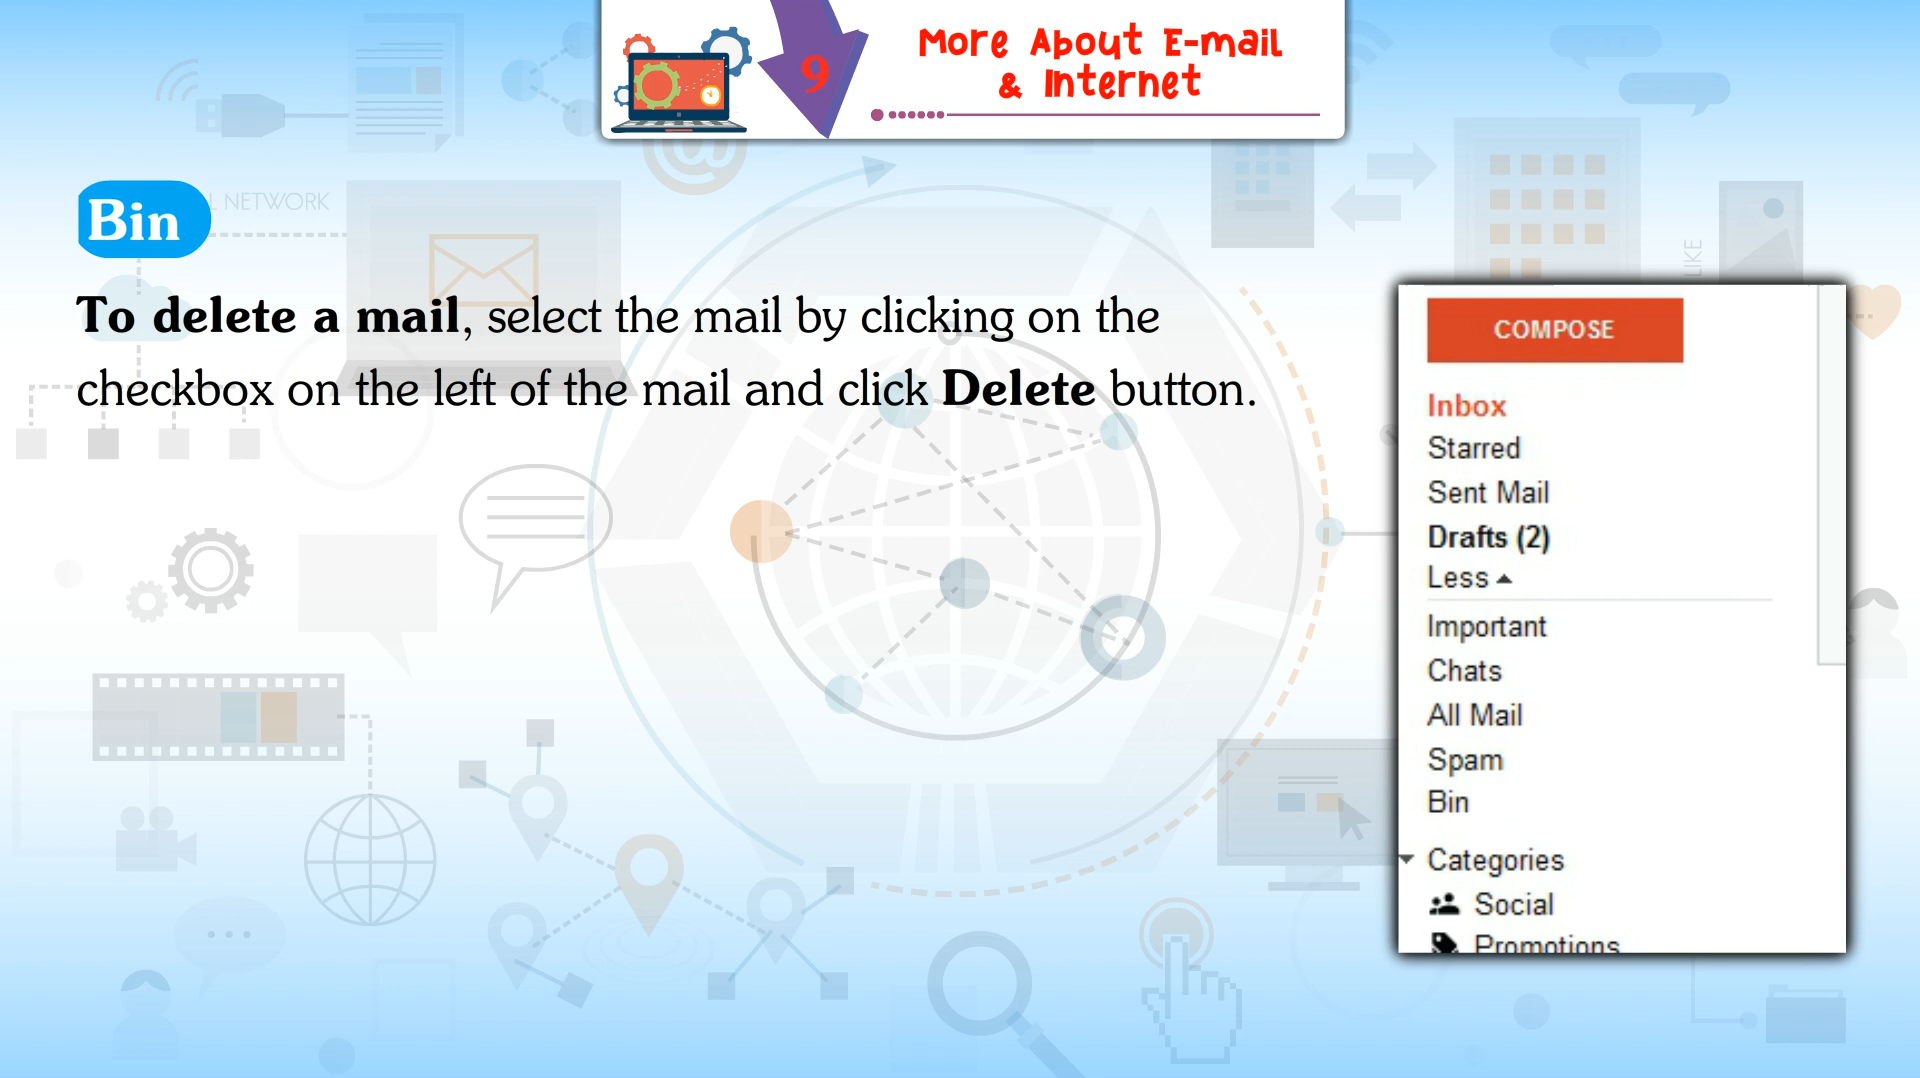 9
More About E-mail
& Internet
Bin
L NETWORK
To delete a mail, select the mail by clicking on the
checkbox on the left of the mail and click Delete button.
LIKE
COMPOSE
Inbox
Starred
Sent Mail
Drafts (2)
Less
Important
Chats
All Mail
Spam
Bin
Categories
Social
Promotions